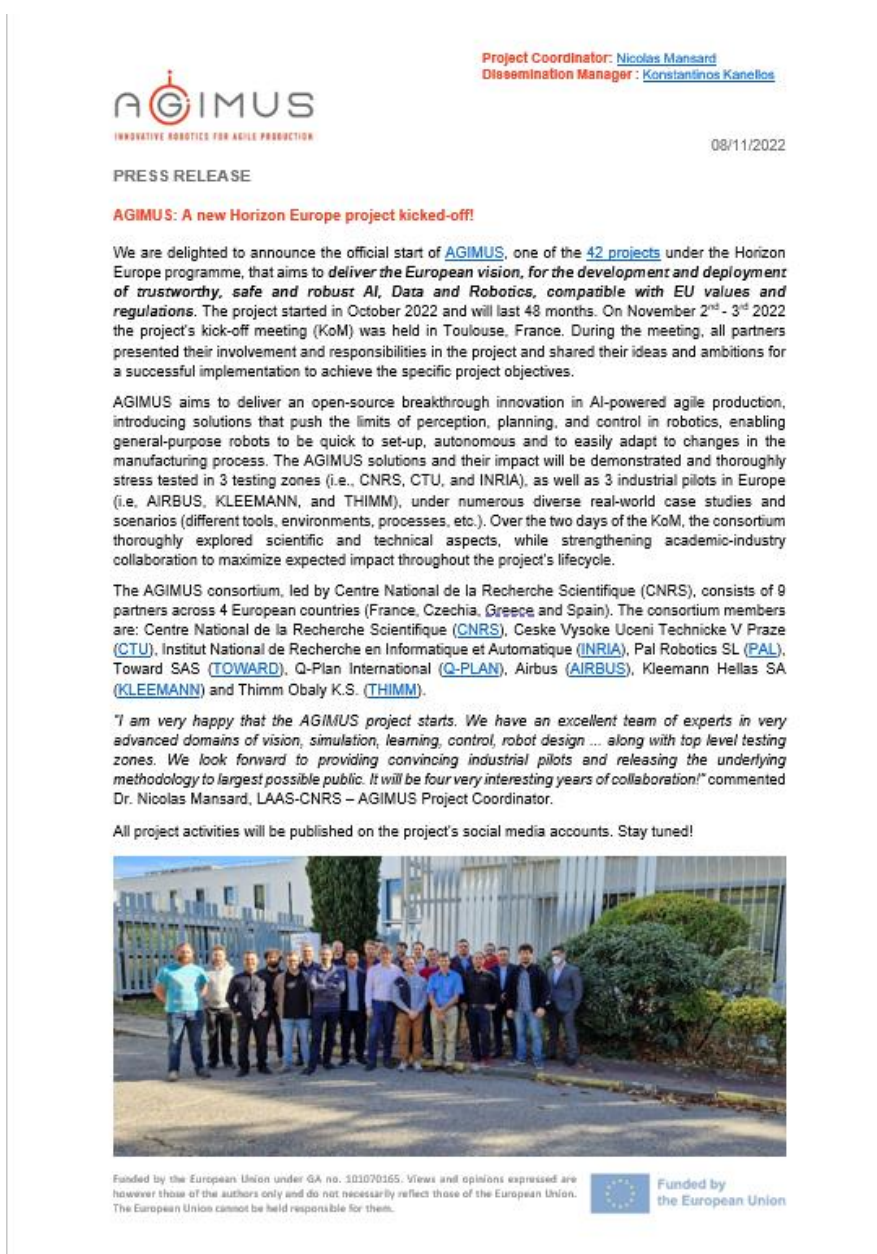 Project Coordinator: Nicolas Mansard
Dissemination Manager : Konstantinos Kanellos
AGIMUS
INNOVATIVE ROBOTICS FOR AGILE PRODUCTION
08/11/2022
PRESS RELEASE
AGIMUS: A new Horizon Europe project kicked-off!
We are delighted to announce the official start of AGIMUS, one of the 42 projects under the Horizon
Europe programme, that aims to deliver the European vision, for the development and deployment
of trustworthy, safe and robust AI, Data and Robotics, compatible with EU values and
regulations. The project started in October 2022 and will last 48 months. On November 2nd - 3rd 2022
the project's kick-off meeting (KoM) was held in Toulouse, France. During the meeting, all partners
presented their involvement and responsibilities in the project and shared their ideas and ambitions for
a successful implementation to achieve the specific project objectives.
AGIMUS aims to deliver an open-source breakthrough innovation in AI-powered agile production,
introducing solutions that push the limits of perception, planning, and control in robotics, enabling
general-purpose robots to be quick to set-up, autonomous and to easily adapt to changes in the
manufacturing process. The AGIMUS solutions and their impact will be demonstrated and thoroughly
stress tested in 3 testing zones (i.e., CNRS, CTU, and INRIA), as well as 3 industrial pilots in Europe
(i.e, AIRBUS, KLEEMANN, and THIMM), under numerous diverse real-world case studies and
scenarios (different tools, environments, processes, etc.). Over the two days of the KoM, the consortium
thoroughly explored scientific and technical aspects, while strengthening academic-industry
collaboration to maximize expected impact throughout the project's lifecycle.
The AGIMUS consortium, led by Centre National de la Recherche Scientifique (CNRS), consists of 9
partners across 4 European countries (France, Czechia, Greece and Spain). The consortium members
are: Centre National de la Recherche Scientifique (CNRS), Ceske Vysoke Uceni Technicke V Praze
(CTU), Institut National de Recherche en Informatique et Automatique (INRIA), Pal Robotics SL (PAL),
Toward SAS (TOWARD), Q-Plan International (Q-PLAN), Airbus (AIRBUS), Kleemann Hellas SA
(KLEEMANN) and Thimm Obaly K.S. (THIMM).
"I am very happy that the AGIMUS project starts. We have an excellent team of experts in very
advanced domains of vision, simulation, learning, control, robot design ... along with top level testing
zones. We look forward to providing convincing industrial pilots and releasing the underlying
methodology to largest possible public. It will be four very interesting years of collaboration!" commented
Dr. Nicolas Mansard, LAAS-CNRS – AGIMUS Project Coordinator.
All project activities will be published on the project's social media accounts. Stay tuned!
Funded by the European Union under GA no. 101070165. Views and opinions expressed are
however those of the authors only and do not necessarily reflect those of the European Union.
The European Union cannot be held responsible for them.
Funded by
the European Union